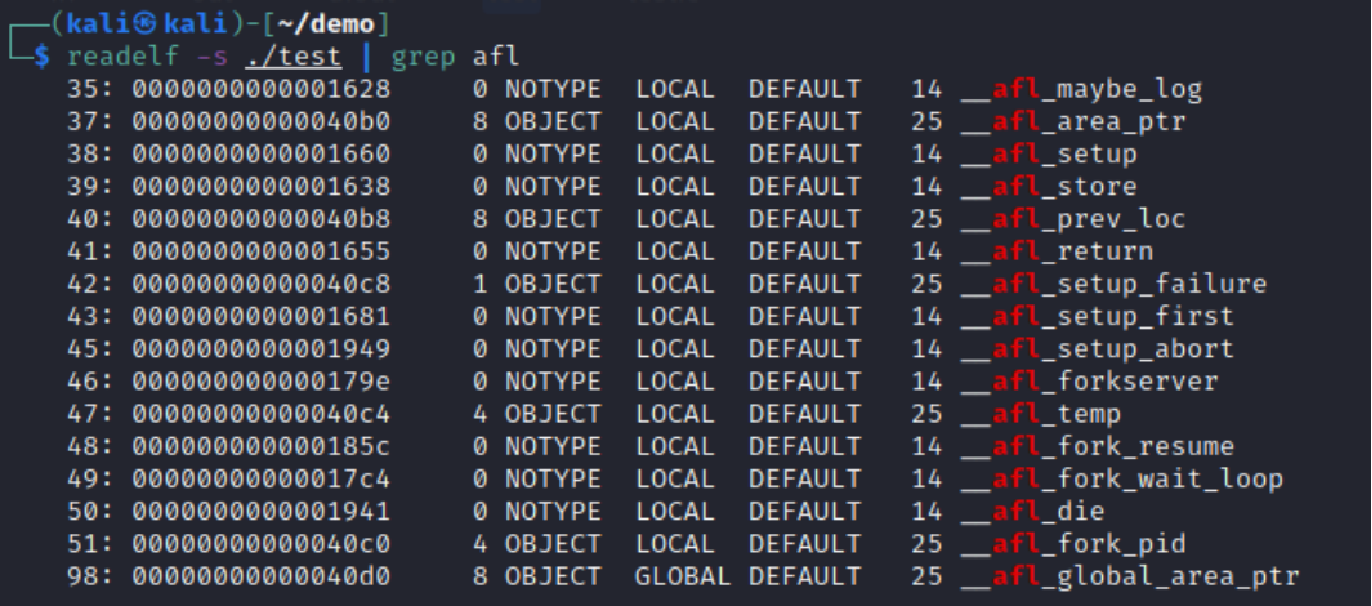 ┌──(kali㉿kali)-[~/demo]
└─$ readelf -s ./test | grep afl
35: 0000000000001628 0 NOTYPE LOCAL DEFAULT 14 __afl_maybe_log
37: 00000000000040b0 8 OBJECT LOCAL DEFAULT 25 __afl_area_ptr
38: 0000000000001660 0 NOTYPE LOCAL DEFAULT 14 __afl_setup
39: 0000000000001638 0 NOTYPE LOCAL DEFAULT 14 __afl_store
40: 00000000000040b8 8 OBJECT LOCAL DEFAULT 25 __afl_prev_loc
41: 0000000000001655 0 NOTYPE LOCAL DEFAULT 14 __afl_return
42: 00000000000040c8 1 OBJECT LOCAL DEFAULT 25 __afl_setup_failure
43: 0000000000001681 0 NOTYPE LOCAL DEFAULT 14 __afl_setup_first
45: 0000000000001949 0 NOTYPE LOCAL DEFAULT 14 __afl_setup_abort
46: 000000000000179e 0 NOTYPE LOCAL DEFAULT 14 __afl_forkserver
47: 00000000000040c4 4 OBJECT LOCAL DEFAULT 25 __afl_temp
48: 000000000000185c 0 NOTYPE LOCAL DEFAULT 14 __afl_fork_resume
49: 00000000000017c4 0 NOTYPE LOCAL DEFAULT 14 __afl_fork_wait_loop
50: 0000000000001941 0 NOTYPE LOCAL DEFAULT 14 __afl_die
51: 00000000000040c0 4 OBJECT LOCAL DEFAULT 25 __afl_fork_pid
98: 00000000000040d0 8 OBJECT GLOBAL DEFAULT 25 __afl_global_area_ptr